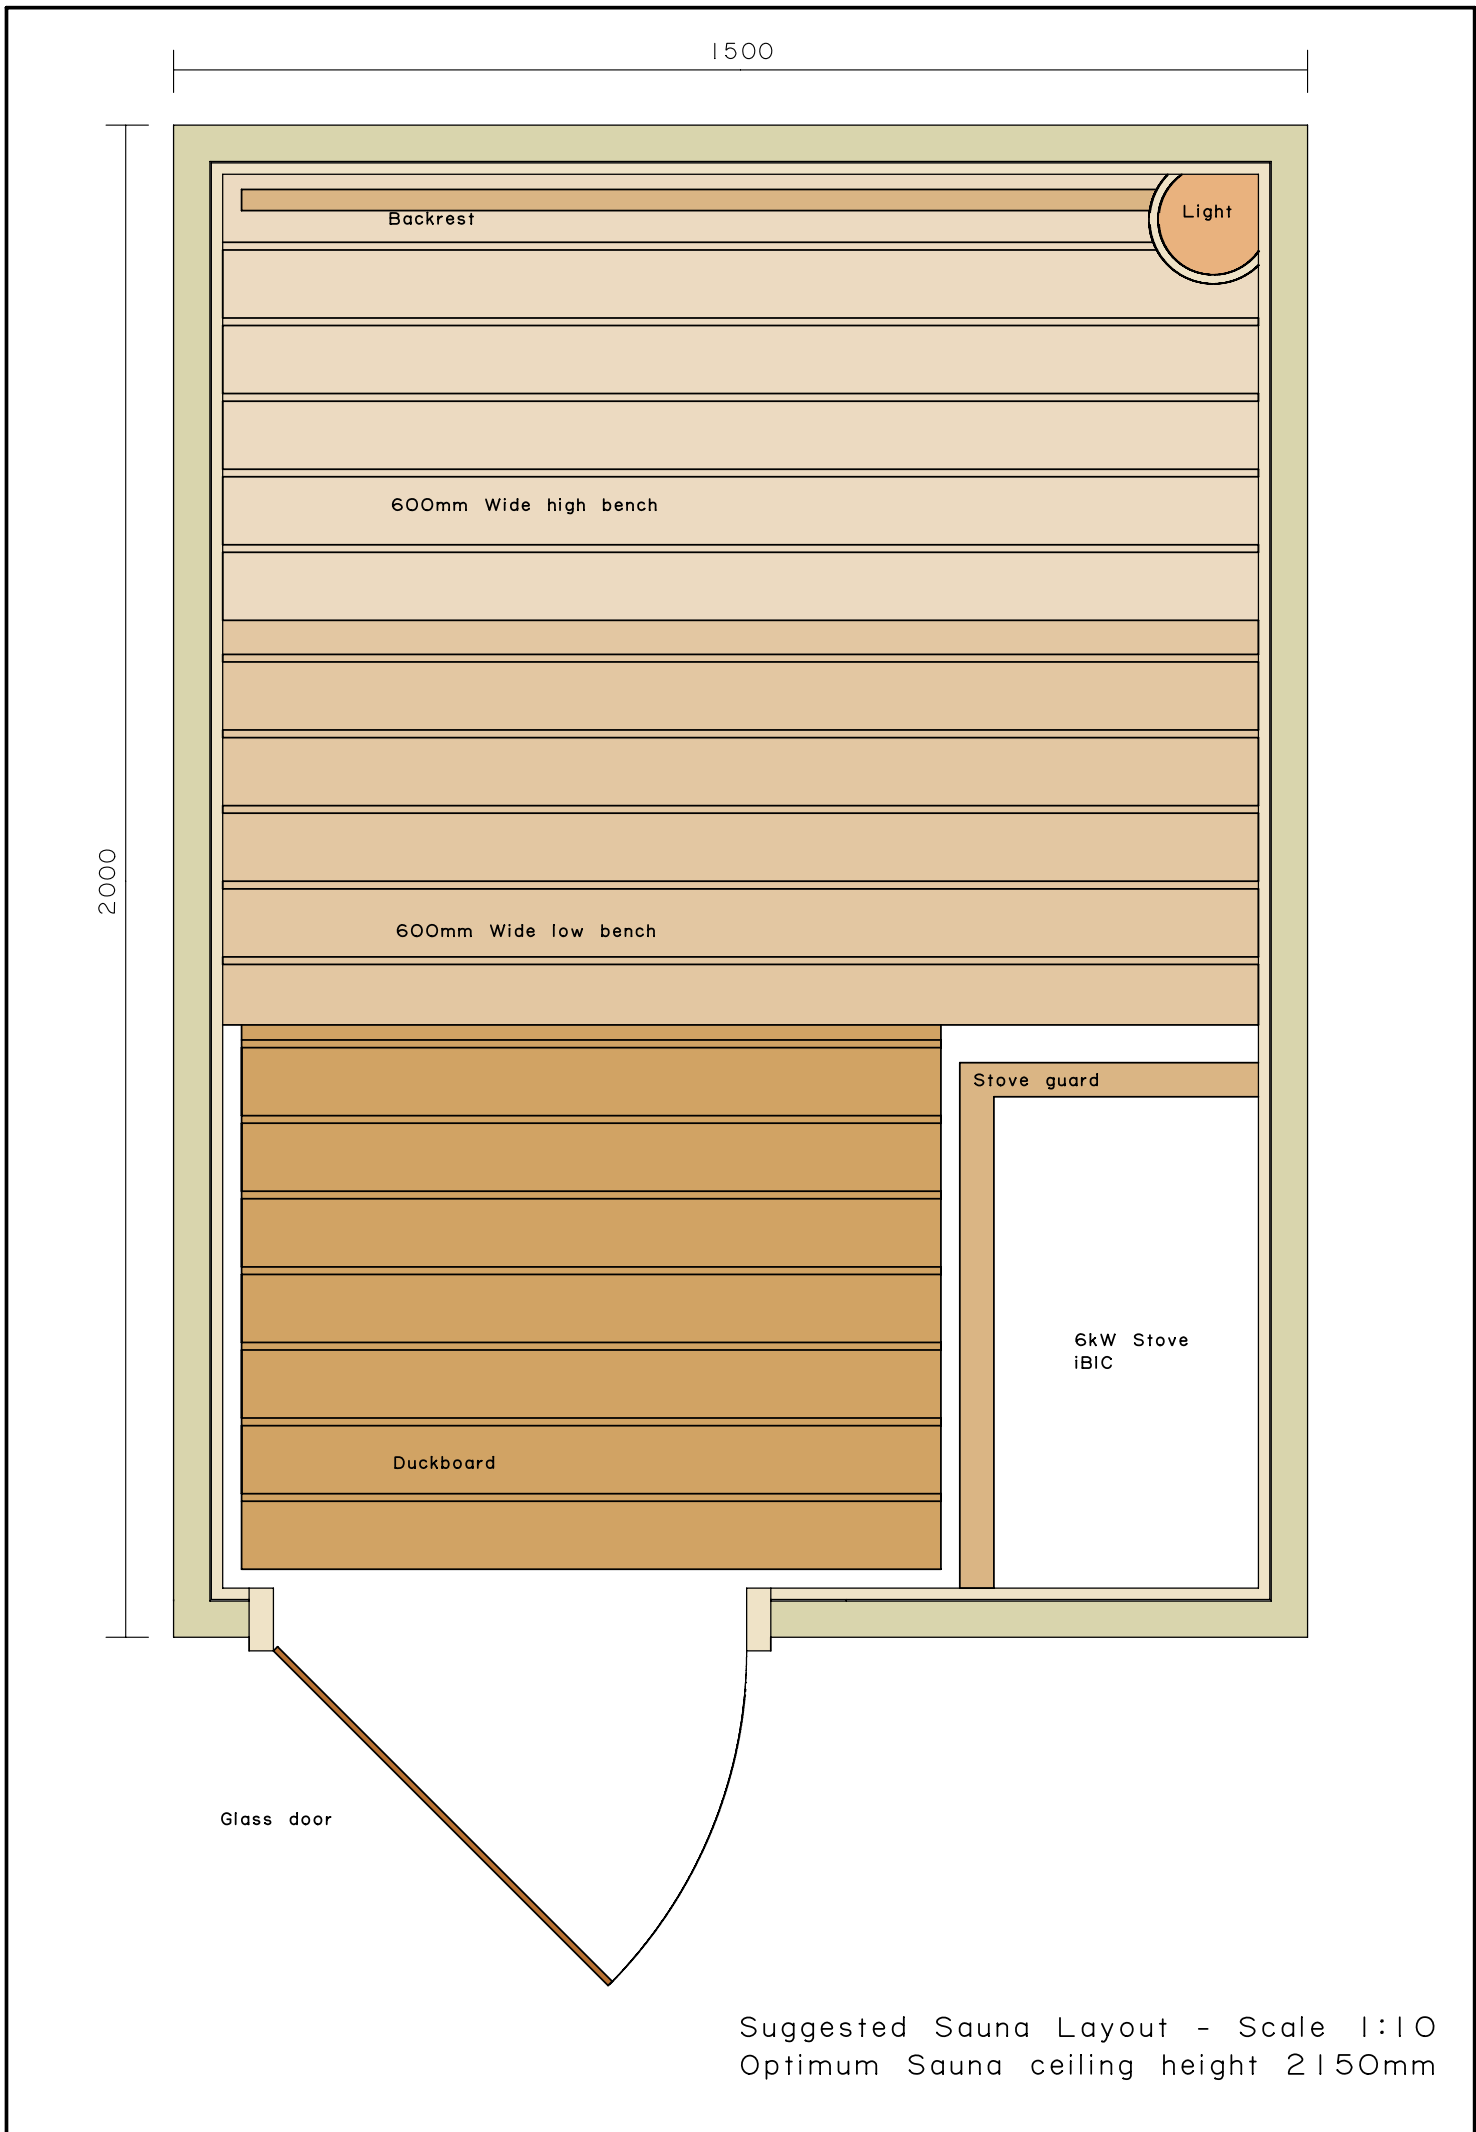 1500
Backrest
Light
600mm Wide high bench
2000
600mm Wide low bench
Stove guard
6kW Stove
iBIC
Duckboard
Glass door
Suggested Sauna Layout - Scale 1:10
Optimum Sauna ceiling height 2150mm